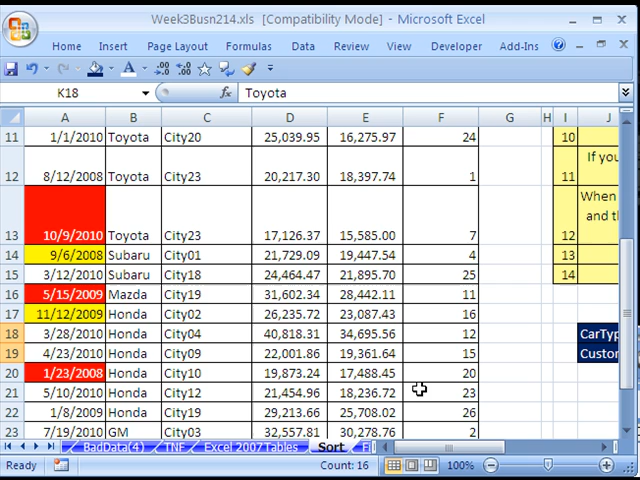 Week3Busn214.xls [Compatibility Mode] - Microsoft Excel
Home Insert Page Layout Formulas Data Review View Developer Add-Ins
K18 fx Toyota
A B C D E F G H I J
11 1/1/2010 Toyota City20 25,039.95 16,275.97 24 10
If you
12 8/12/2008 Toyota City23 20,217.30 18,397.74 1 11
When
and th
13 10/9/2010 Toyota City23 17,126.37 15,585.00 7 12
14 9/6/2008 Subaru City01 21,729.09 19,447.54 4 13
15 3/12/2010 Subaru City18 24,464.47 21,895.70 25 14
16 5/15/2009 Mazda City19 31,602.34 28,442.11 11
17 11/12/2009 Honda City02 26,235.72 23,087.43 16
18 3/28/2010 Honda City04 40,818.31 34,695.56 12 CarTyp
19 4/23/2010 Honda City09 22,001.86 19,361.64 15 Custon
20 1/23/2008 Honda City10 19,873.24 17,488.45 20
21 5/10/2010 Honda City12 21,454.96 18,236.72 23
22 1/8/2009 Honda City19 29,213.66 25,708.02 26
23 7/19/2010 GM City03 32,557.81 30,278.76 2
BadData(4) TNF Excel 2007Tables Sort F
Ready Count: 16 100%